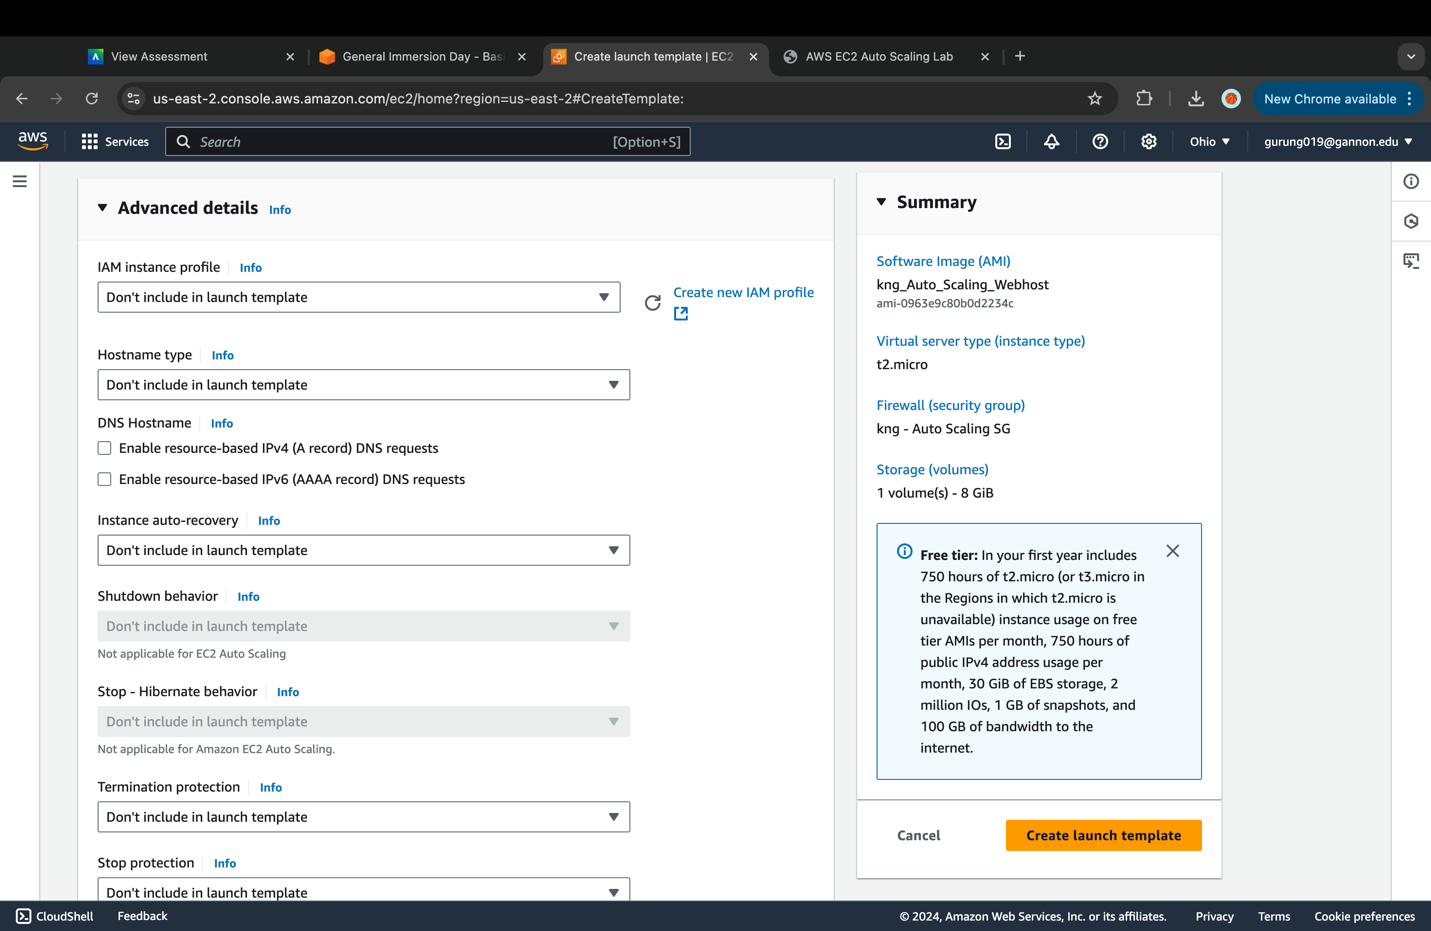 View Assessment
General Immersion Day - Bas
Create launch template | EC2
AWS EC2 Auto Scaling Lab
us-east-2.console.aws.amazon.com/ec2/home?region=us-east-2#CreateTemplate:
New Chrome available
aws
Services
Search
[Option+S]
Ohio
gurung019@gannon.edu
Advanced details Info
IAM instance profile Info
Don't include in launch template
Create new IAM profile
Hostname type Info
Don't include in launch template
DNS Hostname Info
Enable resource-based IPv4 (A record) DNS requests
Enable resource-based IPv6 (AAAA record) DNS requests
Instance auto-recovery Info
Don't include in launch template
Shutdown behavior Info
Don't include in launch template
Not applicable for EC2 Auto Scaling
Stop - Hibernate behavior Info
Don't include in launch template
Not applicable for Amazon EC2 Auto Scaling.
Termination protection Info
Don't include in launch template
Stop protection Info
Don't include in launch template
Summary
Software Image (AMI)
kng_Auto_Scaling_Webhost
ami-0963e9c80b0d2234c
Virtual server type (instance type)
t2.micro
Firewall (security group)
kng - Auto Scaling SG
Storage (volumes)
1 volume(s) - 8 GiB
Free tier: In your first year includes
750 hours of t2.micro (or t3.micro in
the Regions in which t2.micro is
unavailable) instance usage on free
tier AMIs per month, 750 hours of
public IPv4 address usage per
month, 30 GiB of EBS storage, 2
million IOs, 1 GB of snapshots, and
100 GB of bandwidth to the
internet.
Cancel
Create launch template
CloudShell
Feedback
© 2024, Amazon Web Services, Inc. or its affiliates.
Privacy
Terms
Cookie preferences